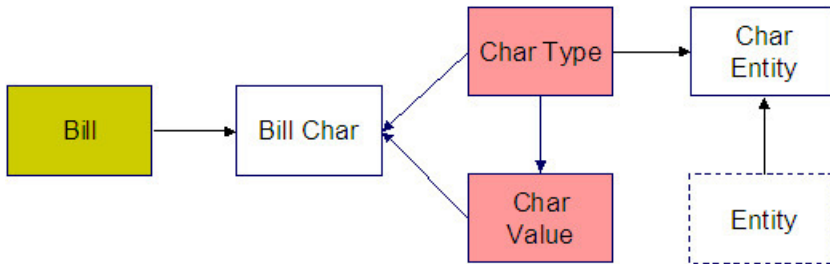 Bill
Bill Char
Char Type
Char
Value
Char
Entity
Entity